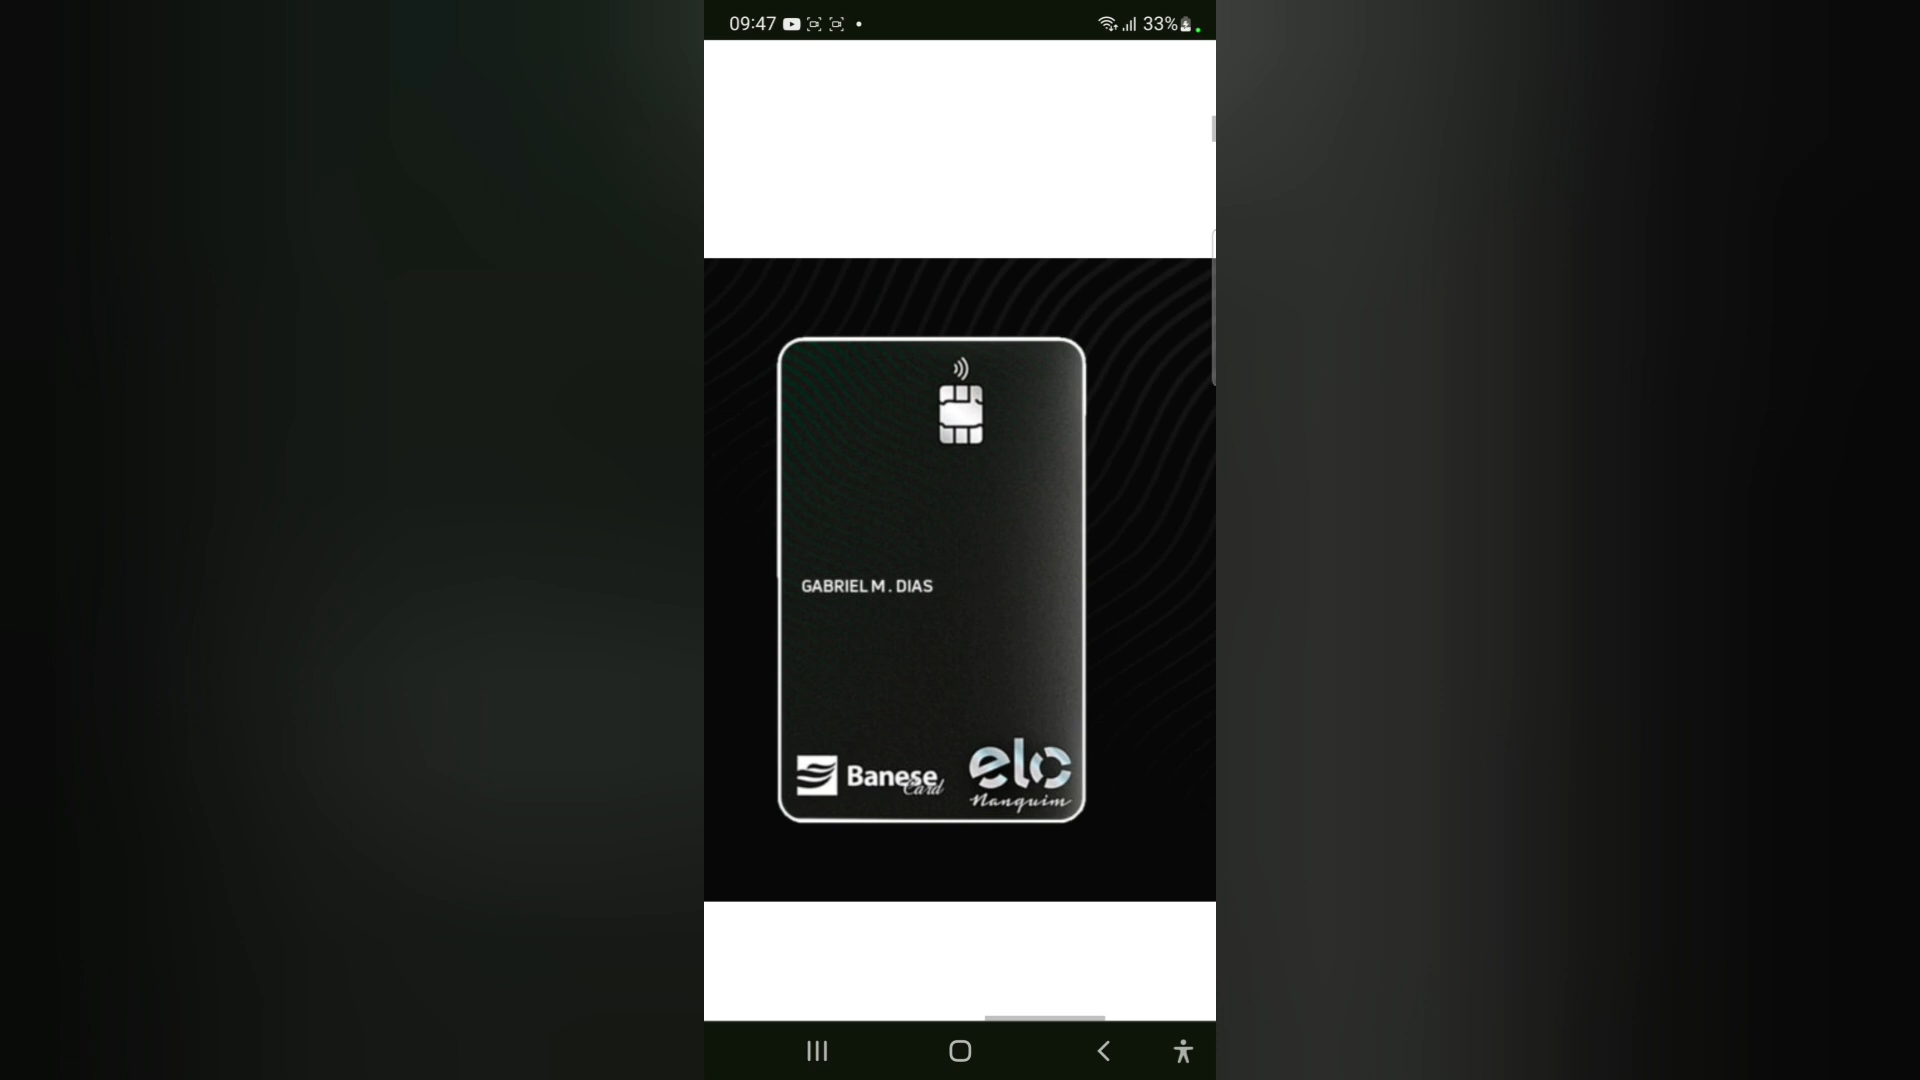 09:47
33%
GABRIEL M. DIAS
Banese
Card
elo
Nanquim